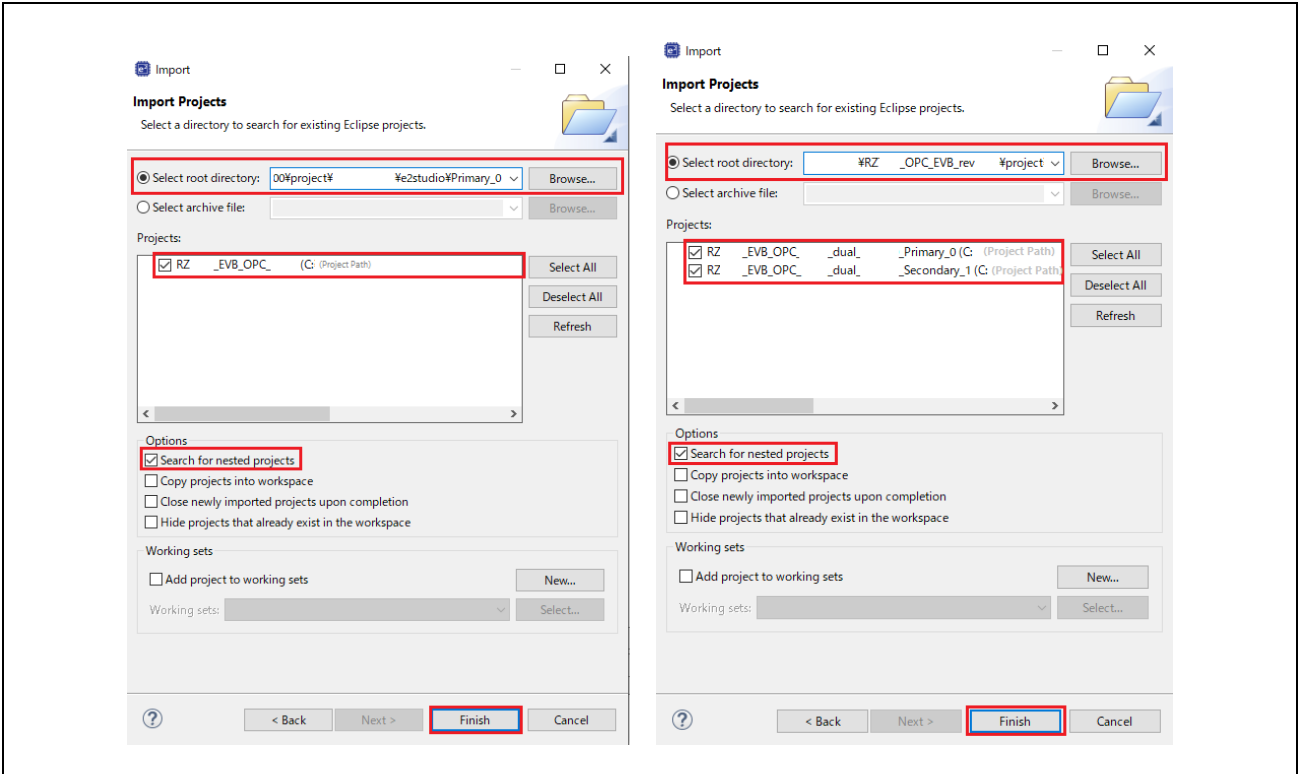 Import
Import Projects
Select a directory to search for existing Eclipse projects.
Select root directory: 00¥project¥ ¥e2studio¥Primary_0 Browse...
Select archive file: Browse...
Projects:
RZ _EVB_OPC_ (C: (Project Path)
Select All
Deselect All
Refresh
Options
Search for nested projects
Copy projects into workspace
Close newly imported projects upon completion
Hide projects that already exist in the workspace
Working sets
Add project to working sets New...
Working sets: Select...
? < Back Next > Finish Cancel
Import
Import Projects
Select a directory to search for existing Eclipse projects.
Select root directory: ¥RZ _OPC_EVB_rev ¥project Browse...
Select archive file: Browse...
Projects:
RZ _EVB_OPC_ _dual_ _Primary_0 (C: (Project Path)
RZ _EVB_OPC_ _dual_ _Secondary_1 (C: (Project Path)
Select All
Deselect All
Refresh
Options
Search for nested projects
Copy projects into workspace
Close newly imported projects upon completion
Hide projects that already exist in the workspace
Working sets
Add project to working sets New...
Working sets: Select...
? < Back Next > Finish Cancel